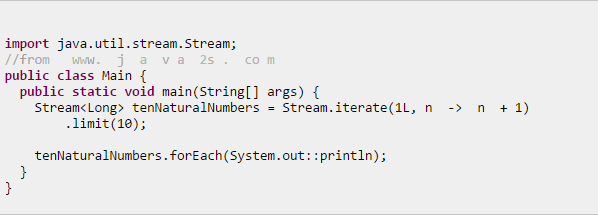 import java.util.stream.Stream;
//from   www.  j  a  v a  2s .  co m
public class Main {
  public static void main(String[] args) {
    Stream<Long> tenNaturalNumbers = Stream.iterate(1L, n  ->  n  + 1)
        .limit(10);
    tenNaturalNumbers.forEach(System.out::println);
  }
}